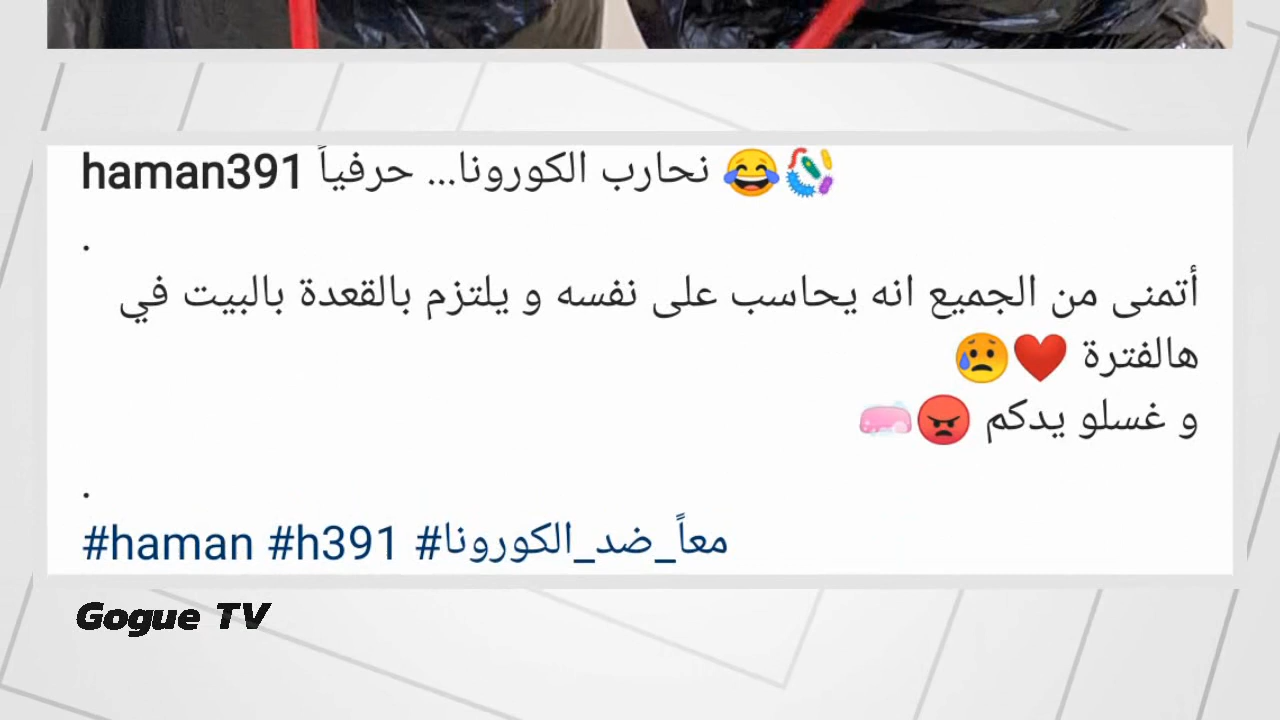 haman391 نحارب الكورونا... حرفياً 😂🦠
.
أتمنى من الجميع انه يحاسب على نفسه و يلتزم بالقعدة بالبيت في
هالفترة ❤️😥
و غسلو يدكم 😡🧼
.
#haman #h391 #معاً_ضد_الكورونا
Gogue TV